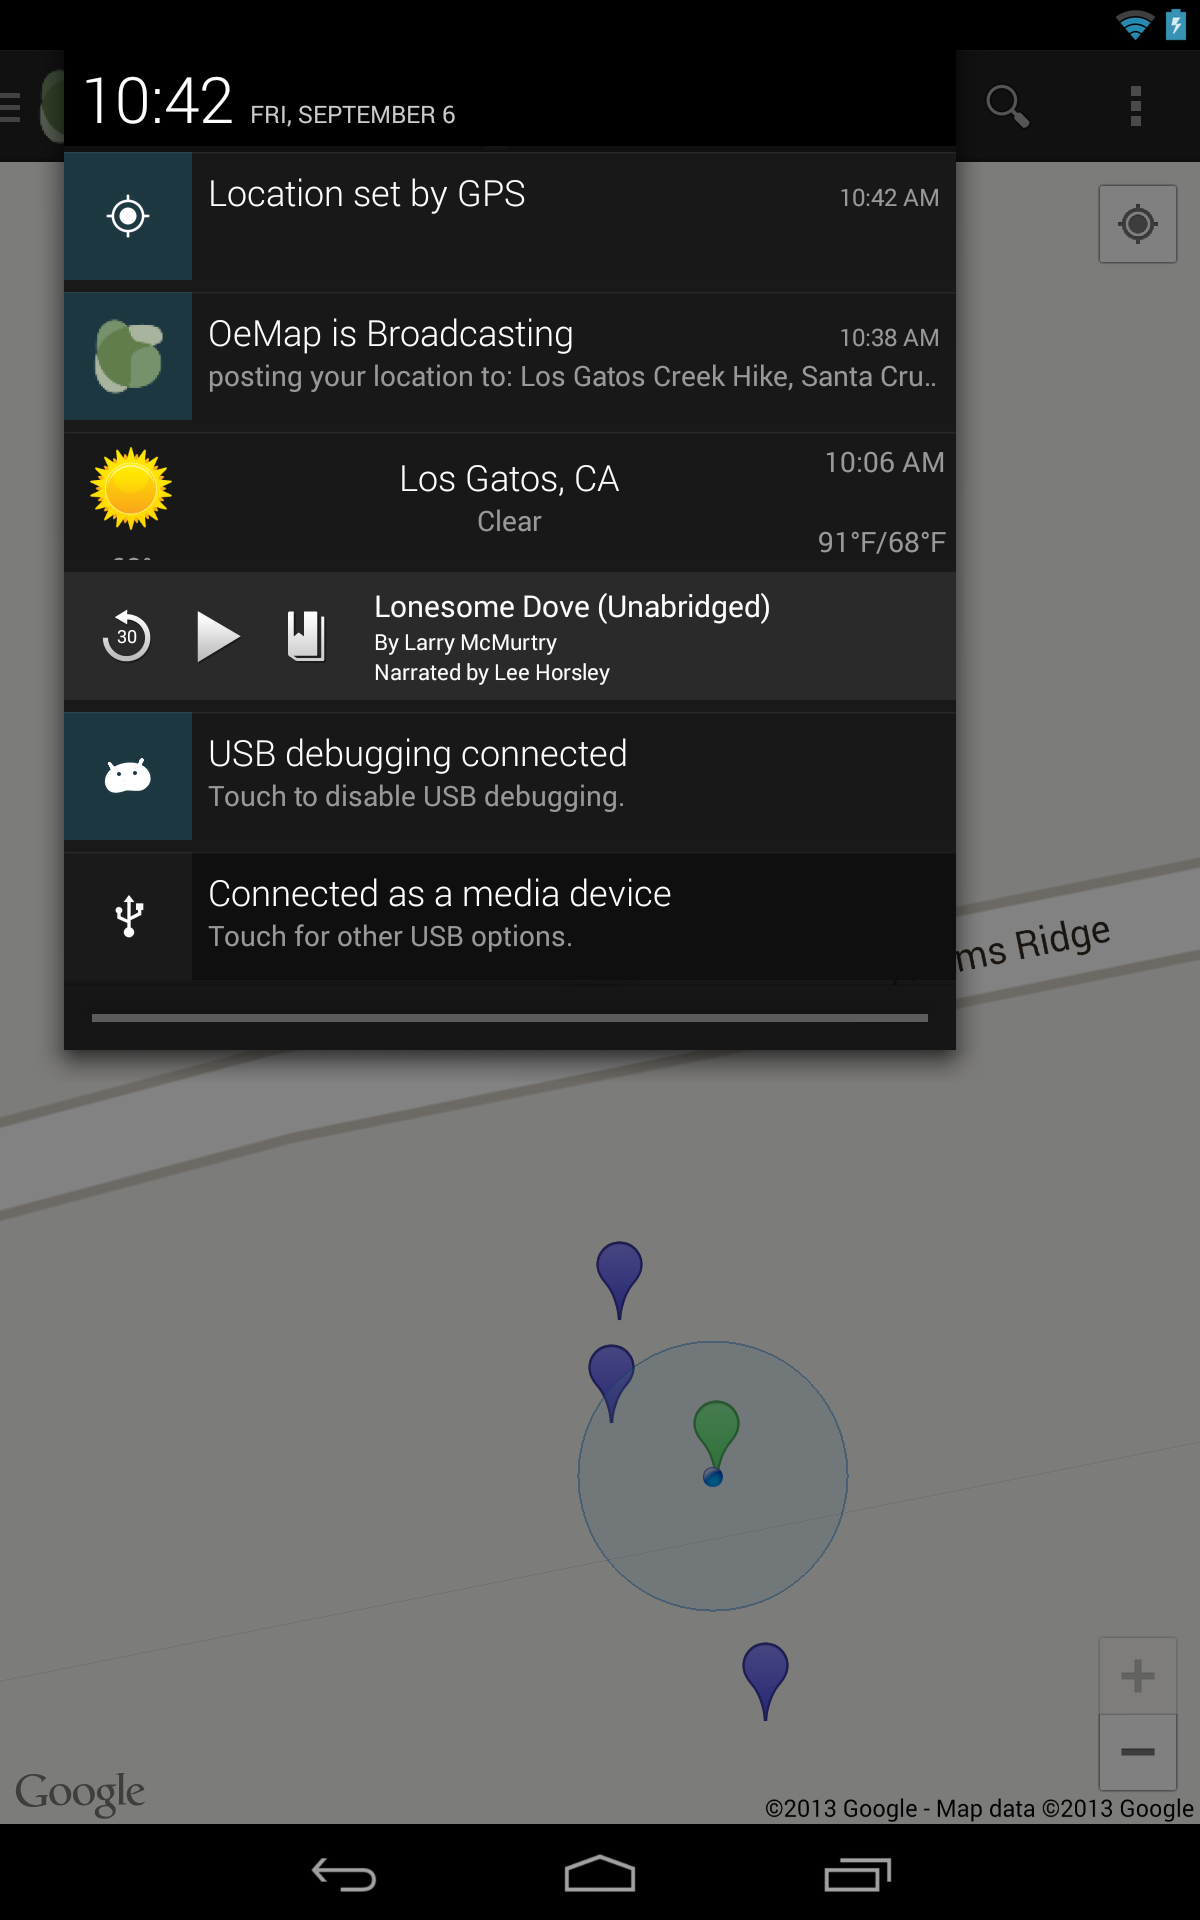 10:42 FRI, SEPTEMBER 6
Location set by GPS 10:42 AM
OeMap is Broadcasting 10:38 AM
posting your location to: Los Gatos Creek Hike, Santa Cru..
Los Gatos, CA 10:06 AM
Clear
91°F/68°F
30
Lonesome Dove (Unabridged)
By Larry McMurtry
Narrated by Lee Horsley
USB debugging connected
Touch to disable USB debugging.
Connected as a media device
Touch for other USB options.
ms Ridge
Google
©2013 Google - Map data ©2013 Google